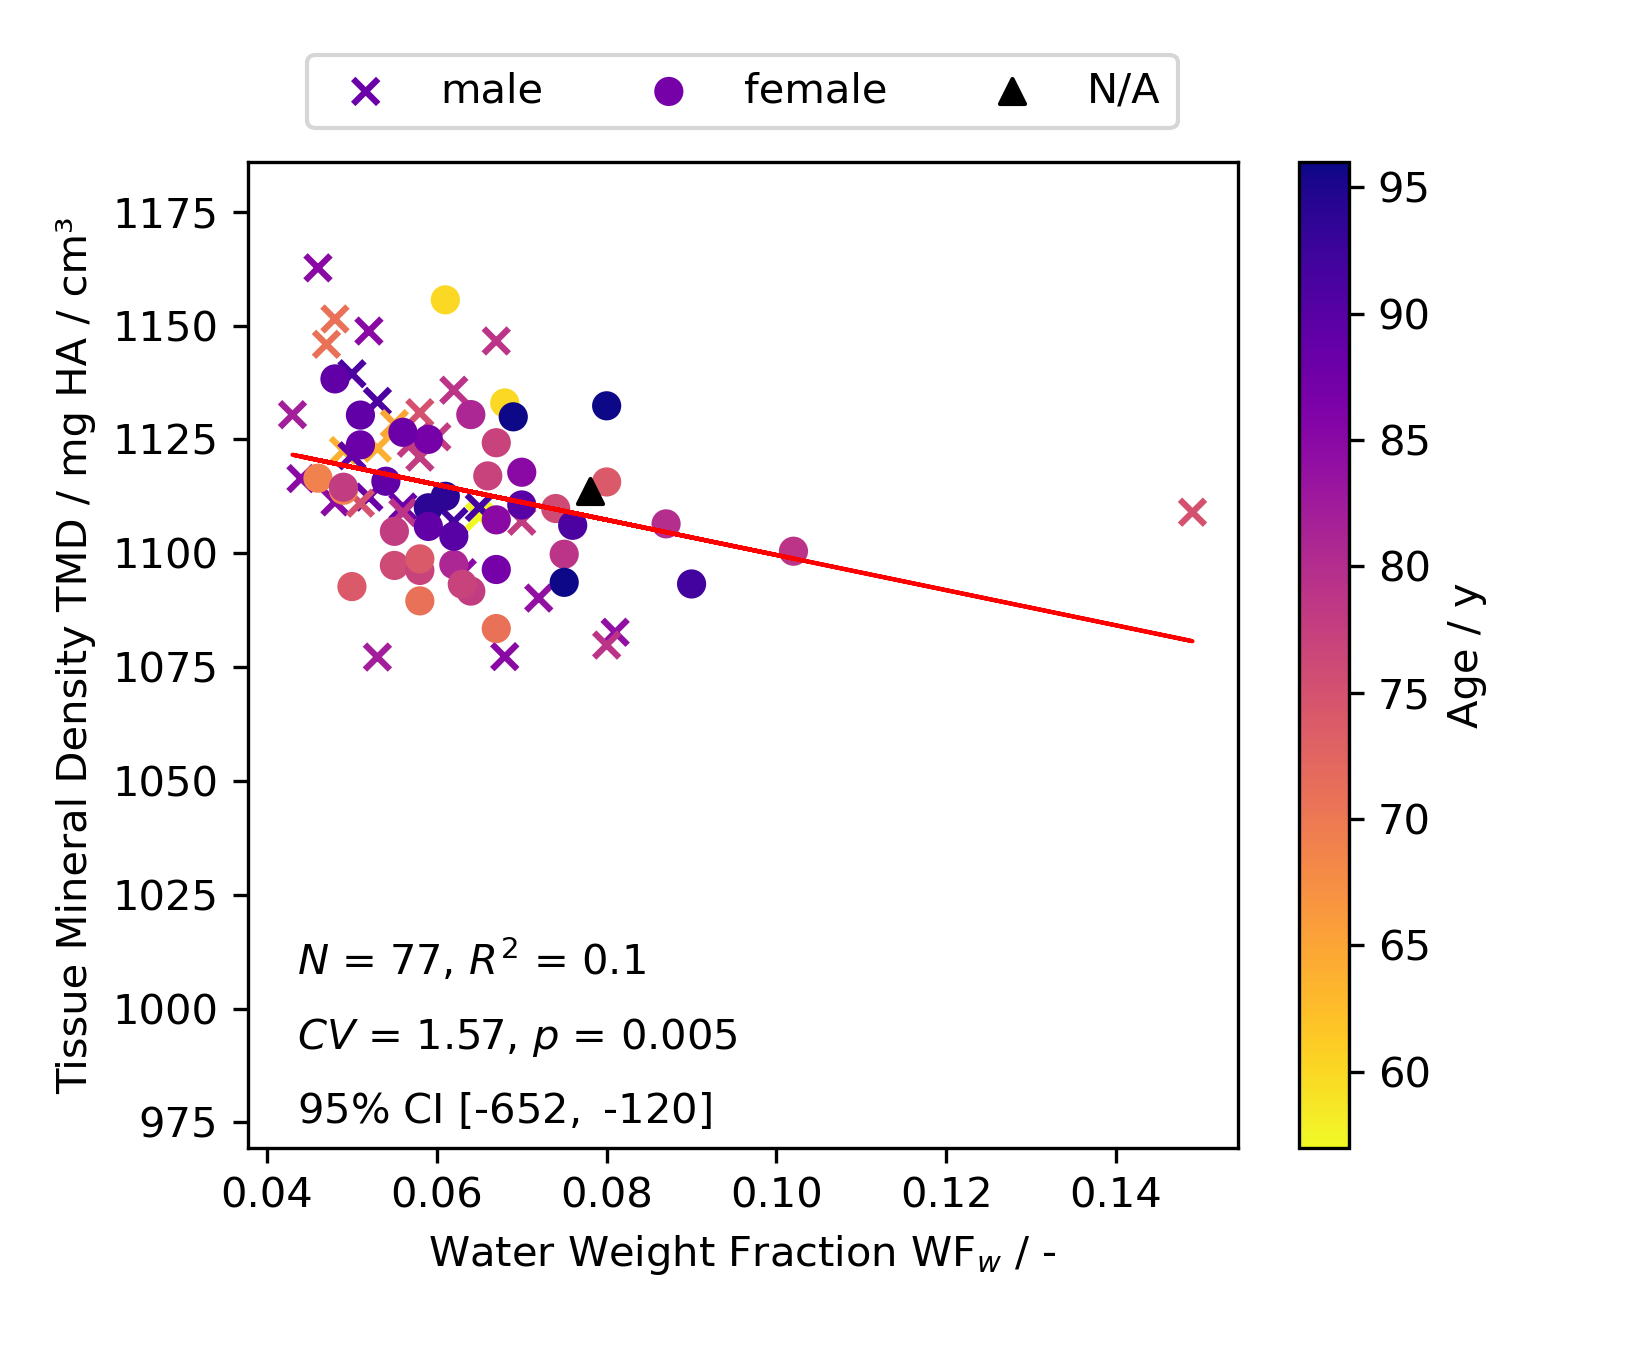 male female N/A
Tissue Mineral Density TMD / mg HA / cm³
1175
1150
1125
1100
1075
1050
1025
1000
975
N = 77, R² = 0.1
CV = 1.57, p = 0.005
95% CI [-652, -120]
0.04 0.06 0.08 0.10 0.12 0.14
Water Weight Fraction WF_w / -
95
90
85
80
75
70
65
60
Age / y